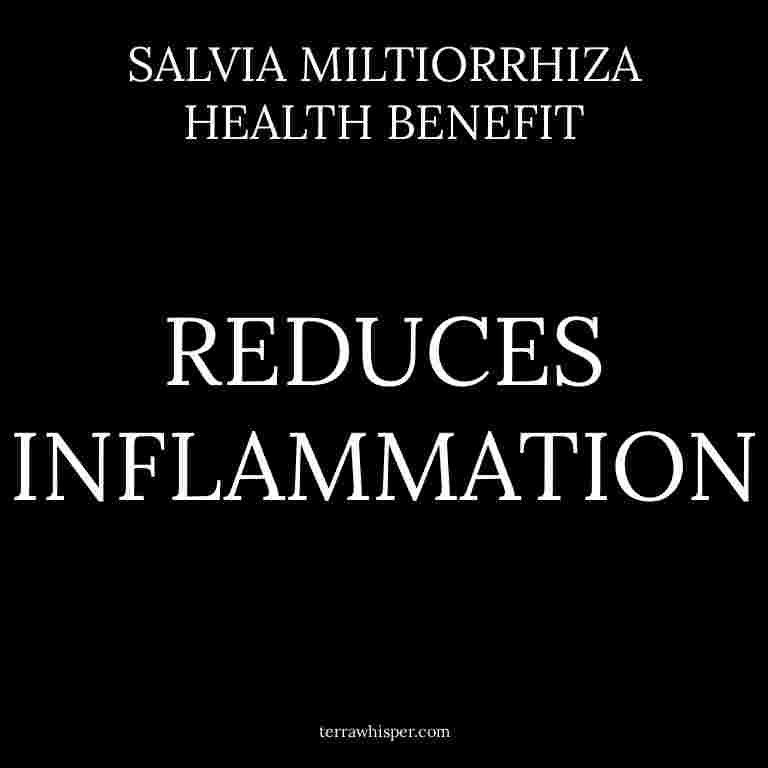 SALVIA MILTIORRHIZA
HEALTH BENEFIT
REDUCES
INFLAMMATION
terrawhisper.com